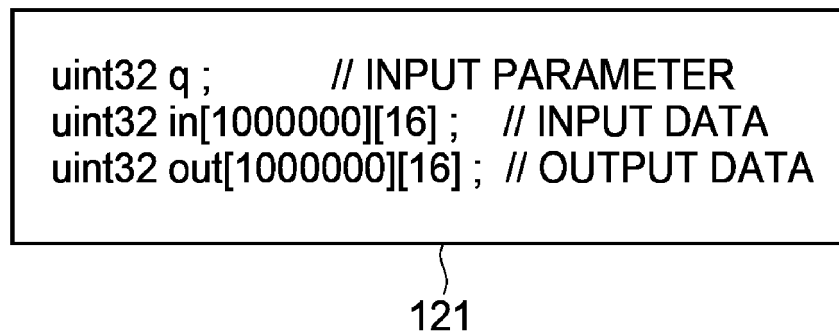 uint32 q ; // INPUT PARAMETER
uint32 in[1000000][16] ; // INPUT DATA
uint32 out[1000000][16] ; // OUTPUT DATA
121